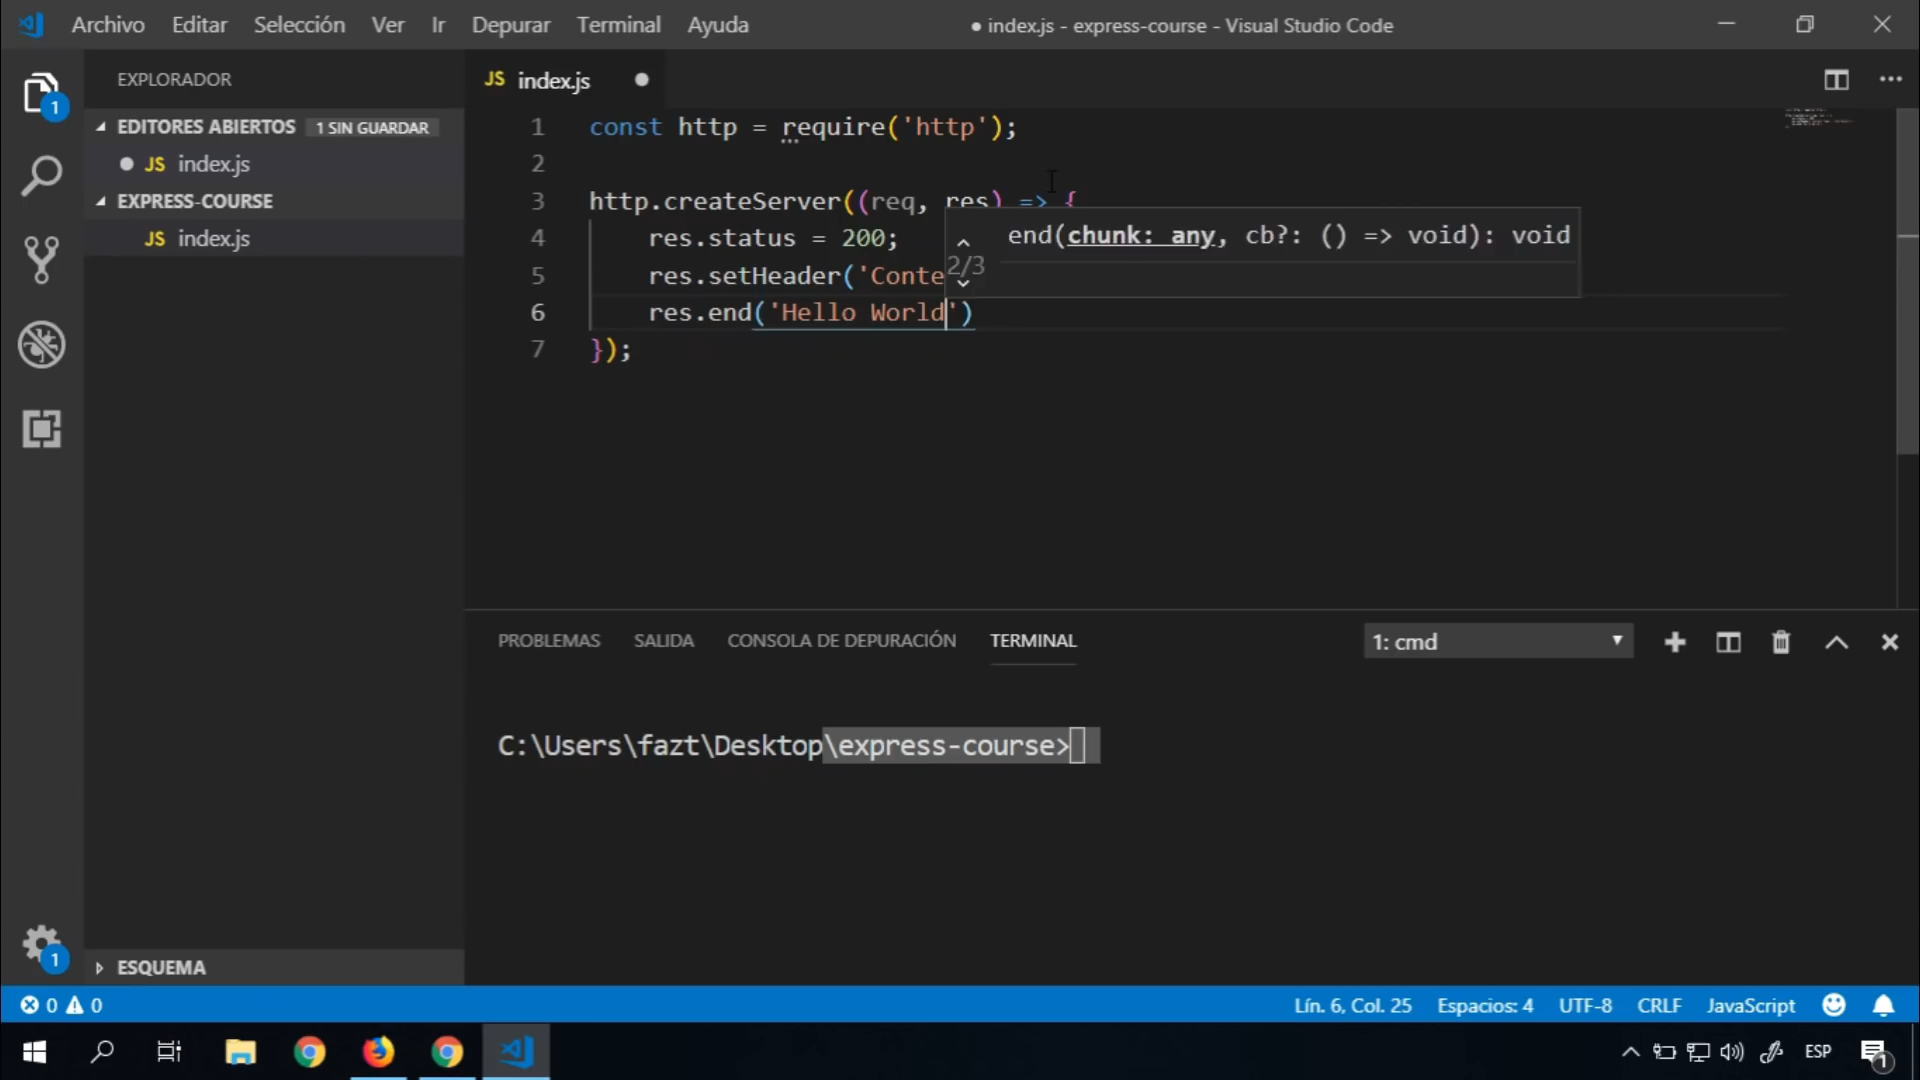 Archivo Editar Selección Ver Ir Depurar Terminal Ayuda ● index.js - express-course - Visual Studio Code
EXPLORADOR
1
EDITORES ABIERTOS 1 SIN GUARDAR
JS index.js
EXPRESS-COURSE
JS index.js
JS index.js
1 const http = require('http');
2
3 http.createServer((req, res) => {
4 res.status = 200;
5 res.setHeader('Conte
end(chunk: any, cb?: () => void): void
2/3
6 res.end('Hello World')
7 });
PROBLEMAS SALIDA CONSOLA DE DEPURACIÓN TERMINAL 1: cmd
C:\Users\fazt\Desktop\express-course>
1
ESQUEMA
0 0 Lín. 6, Col. 25 Espacios: 4 UTF-8 CRLF JavaScript
ESP 1